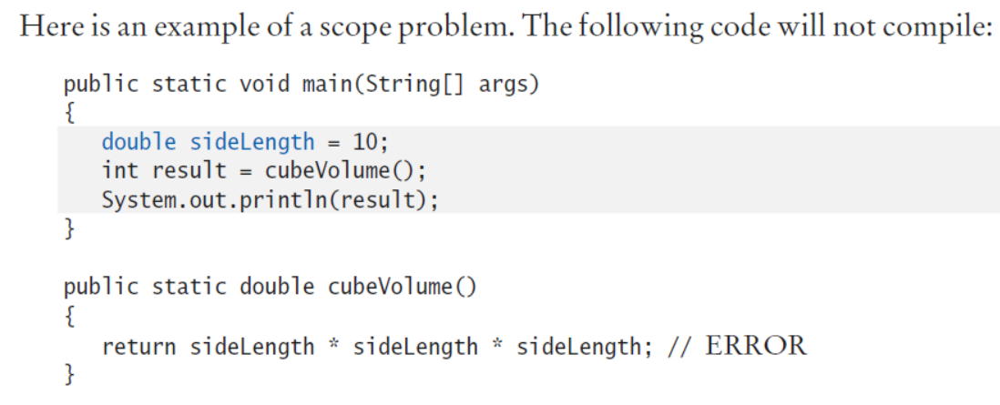 Here is an example of a scope problem. The following code will not compile:
public static void main(String[] args)
{
double sideLength = 10;
int result = cubeVolume();
System.out.println(result);
}
public static double cubeVolume()
{
return sideLength * sideLength * sideLength; // ERROR
}